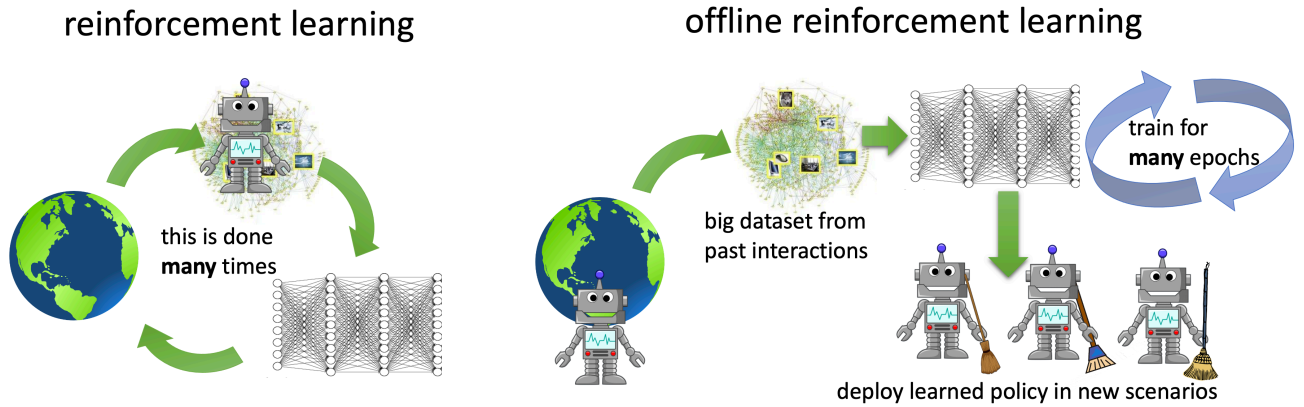 reinforcement learning
this is done
many times
offline reinforcement learning
big dataset from
past interactions
train for
many epochs
deploy learned policy in new scenarios